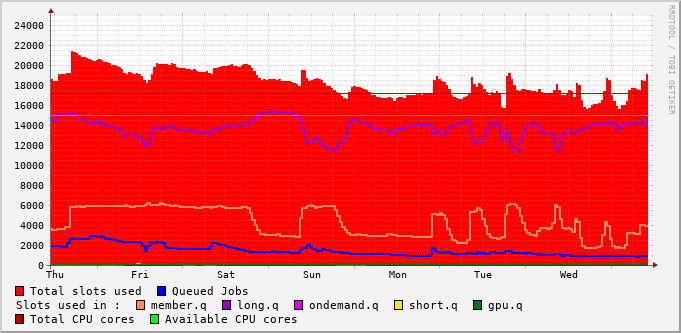 RRDTOOL / TOBI OETIKER
24000
22000
20000
18000
16000
14000
12000
10000
8000
6000
4000
2000
0
Thu Fri Sat Sun Mon Tue Wed
Total slots used Queued Jobs
Slots used in : member.q long.q ondemand.q short.q gpu.q
Total CPU cores Available CPU cores